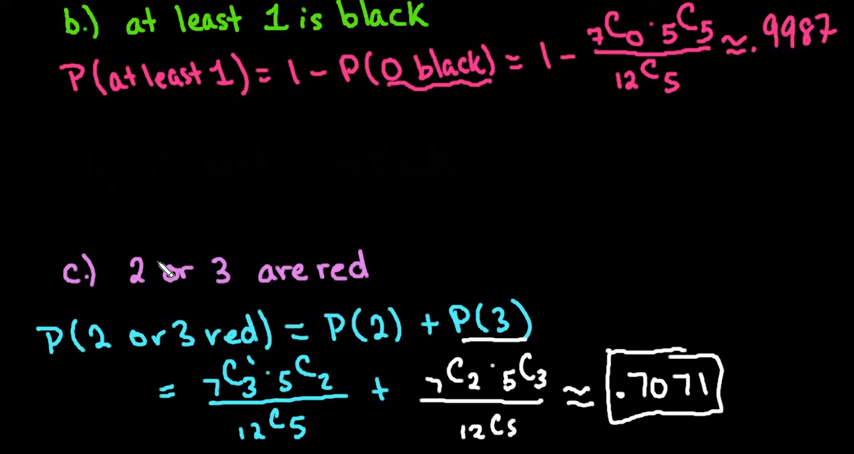 b.) at least 1 is black
P(at least 1) = 1 - P(0 black) = 1 - 7C0 · 5C5 / 12C5 ≈ .9987
c.) 2 or 3 are red
P(2 or 3 red) = P(2) + P(3)
= 7C3 · 5C2 / 12C5 + 7C2 · 5C3 / 12C5 ≈ .7071